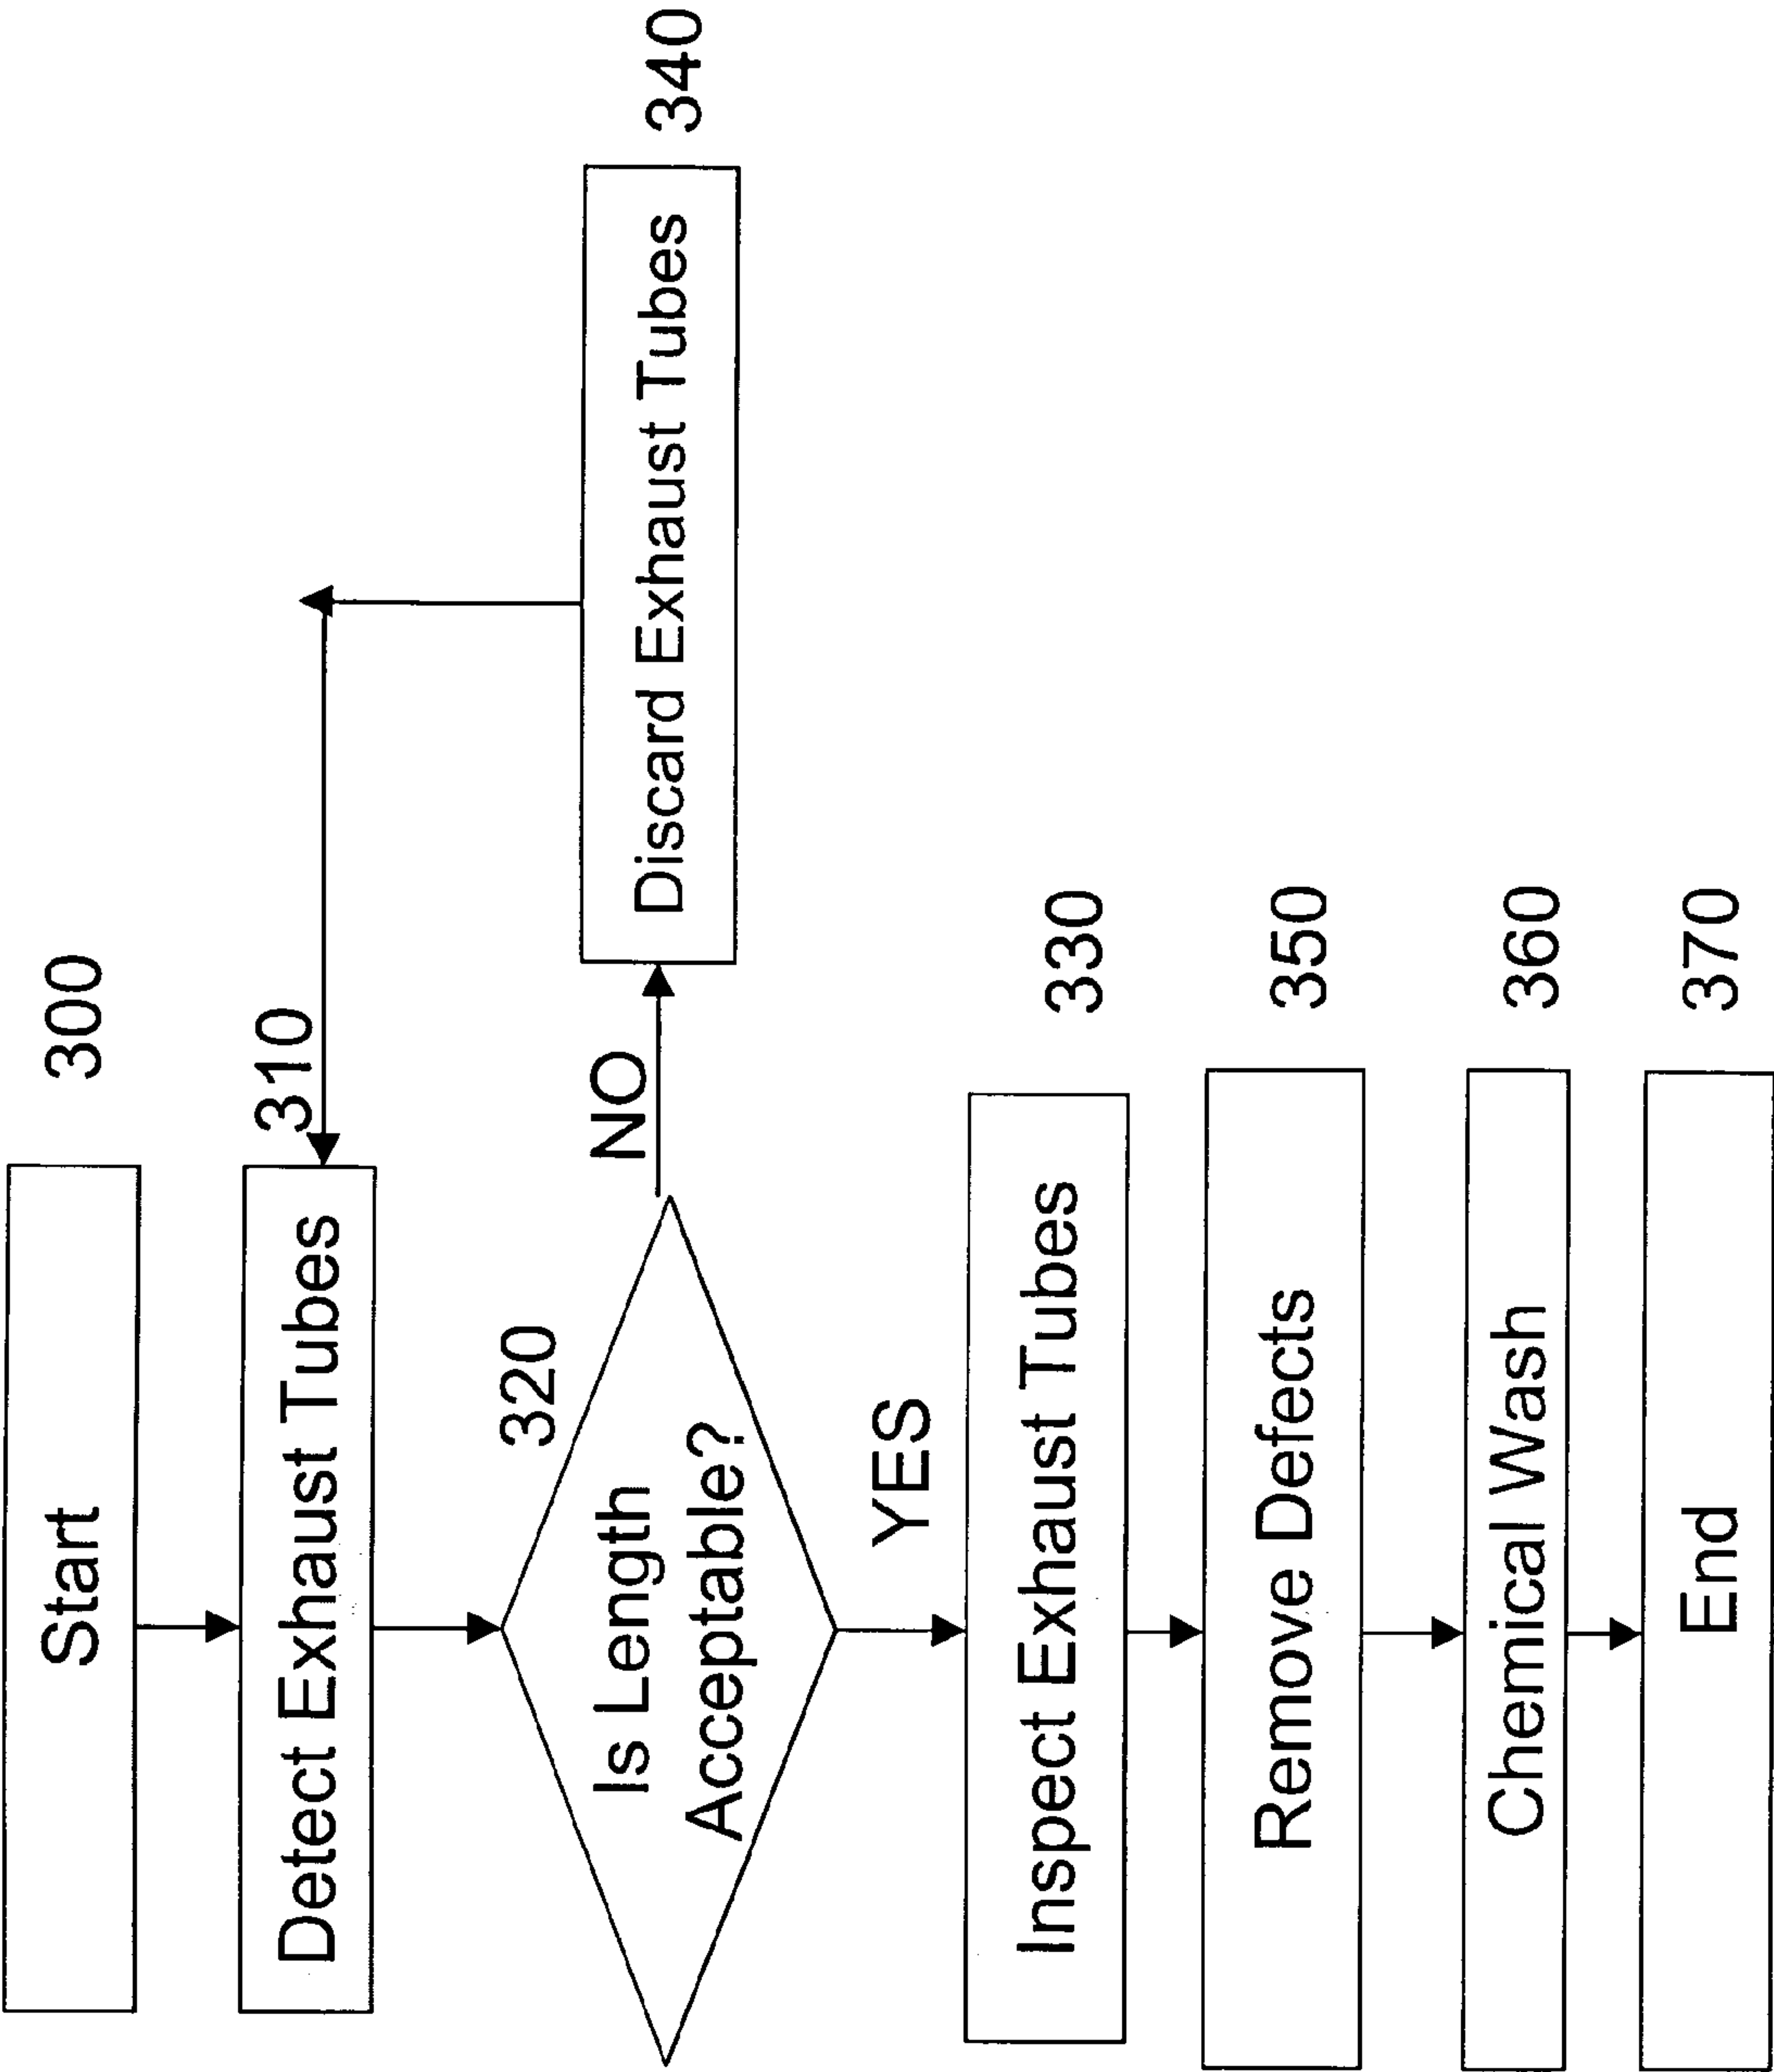 Start
300
Detect Exhaust Tubes
310
Is Length
Acceptable?
320
NO
Discard Exhaust Tubes
340
YES
Inspect Exhaust Tubes
330
Remove Defects
350
Chemical Wash
360
End
370